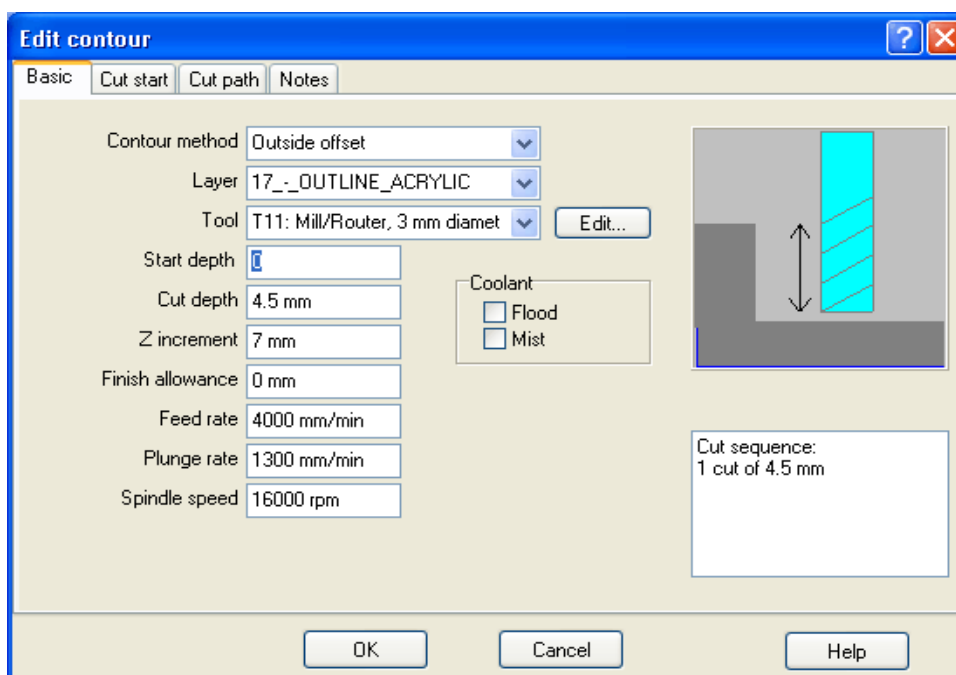 Edit contour
Basic Cut start Cut path Notes
Contour method Outside offset
Layer 17_-_OUTLINE_ACRYLIC
Tool T11: Mill/Router, 3 mm diamet Edit...
Start depth 0
Cut depth 4.5 mm
Z increment 7 mm
Finish allowance 0 mm
Feed rate 4000 mm/min
Plunge rate 1300 mm/min
Spindle speed 16000 rpm
Coolant
Flood
Mist
Cut sequence:
1 cut of 4.5 mm
OK Cancel Help